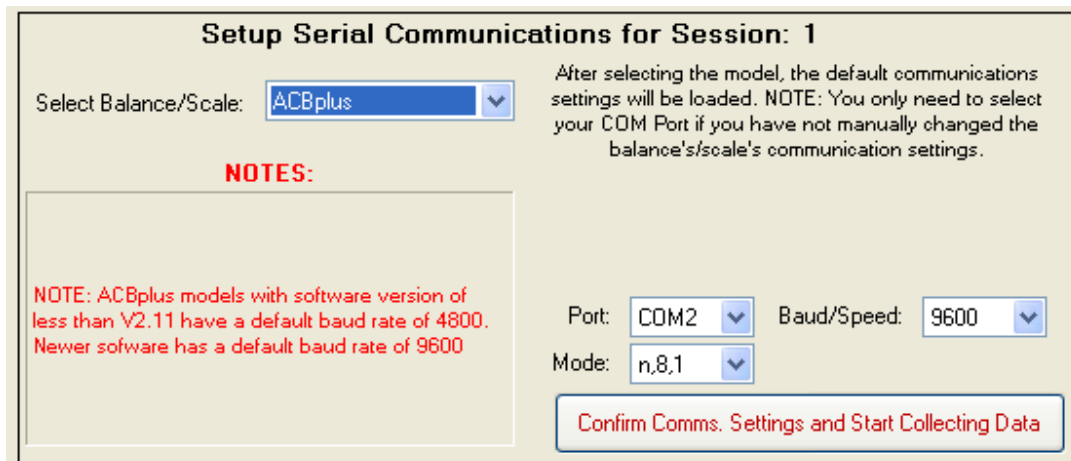 Setup Serial Communications for Session: 1
Select Balance/Scale: ACBplus
After selecting the model, the default communications
settings will be loaded. NOTE: You only need to select
your COM Port if you have not manually changed the
balance's/scale's communication settings.
NOTES:
NOTE: ACBplus models with software version of
less than V2.11 have a default baud rate of 4800.
Newer sofware has a default baud rate of 9600
Port: COM2 Baud/Speed: 9600
Mode: n,8,1
Confirm Comms. Settings and Start Collecting Data